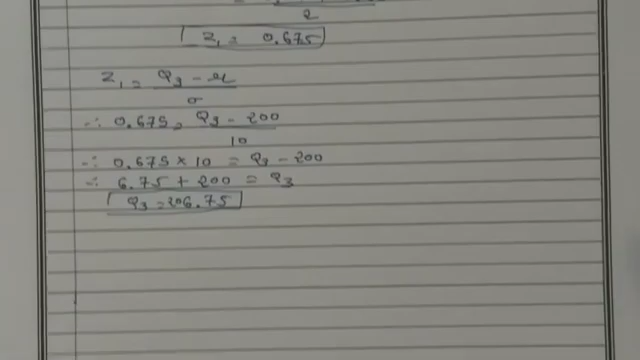 2
Z₁ = 0.675
Z₁ = Q₃ - μ
σ
∴ 0.675 = Q₃ - 200
10
∴ 0.675 × 10 = Q₃ - 200
∴ 6.75 + 200 = Q₃
Q₃ = 206.75